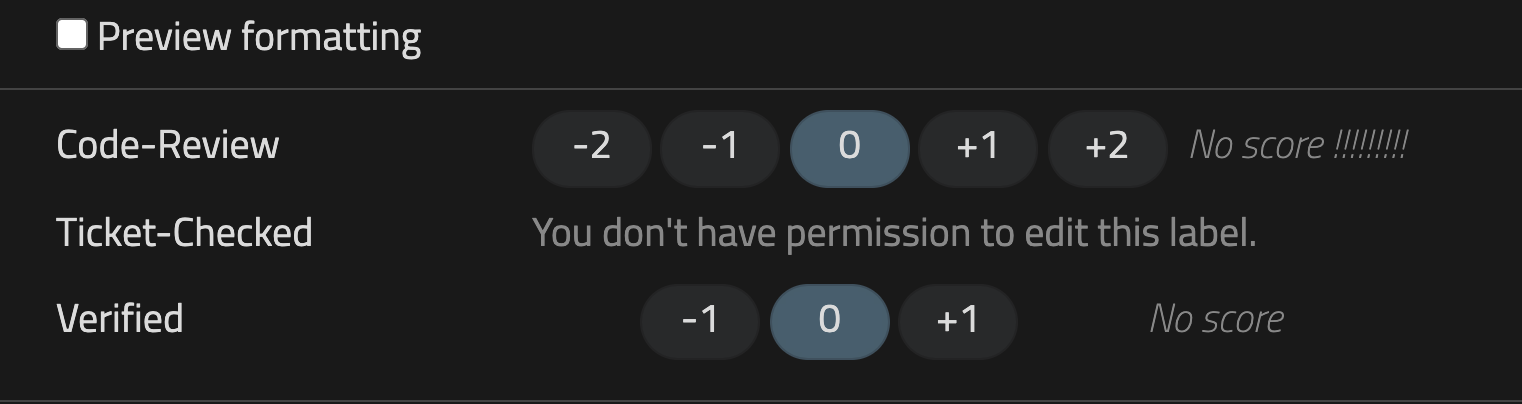 Preview formatting
Code-Review -2 -1 0 +1 +2 No score !!!!!!!!!
Ticket-Checked You don't have permission to edit this label.
Verified -1 0 +1 No score